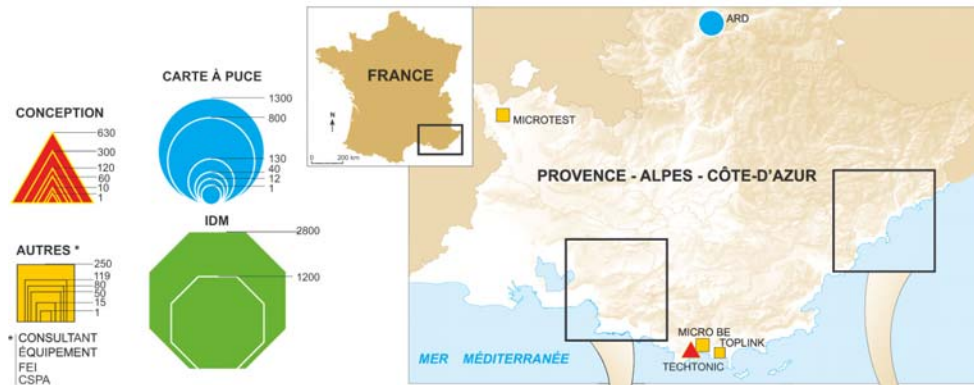 CONCEPTION
630
300
120
60
10
1
CARTE À PUCE
1300
800
130
40
12
1
AUTRES *
250
119
80
50
15
1
* CONSULTANT
ÉQUIPEMENT
FEI
CSPA
IDM
2800
1200
FRANCE
N
0 200 km
ARD
MICROTEST
PROVENCE - ALPES - CÔTE-D'AZUR
MICRO BE
TOPLINK
TECHTONIC
MER MÉDITERRANÉE